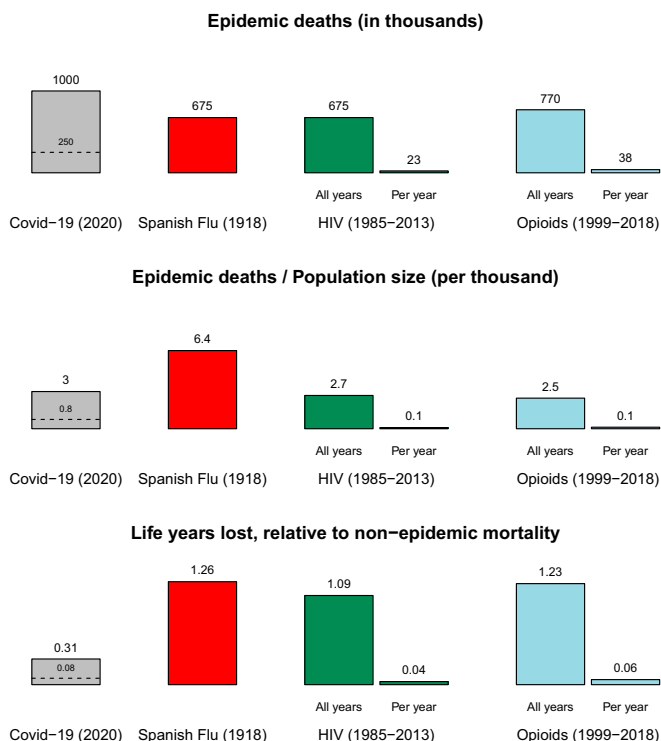 Epidemic deaths (in thousands)
1000 675 675 770
250 23 38
All years Per year All years Per year
Covid−19 (2020) Spanish Flu (1918) HIV (1985−2013) Opioids (1999−2018)
Epidemic deaths / Population size (per thousand)
3 6.4 2.7 2.5
0.8 0.1 0.1
All years Per year All years Per year
Covid−19 (2020) Spanish Flu (1918) HIV (1985−2013) Opioids (1999−2018)
Life years lost, relative to non−epidemic mortality
0.31 1.26 1.09 1.23
0.08 0.04 0.06
All years Per year All years Per year
Covid−19 (2020) Spanish Flu (1918) HIV (1985−2013) Opioids (1999−2018)